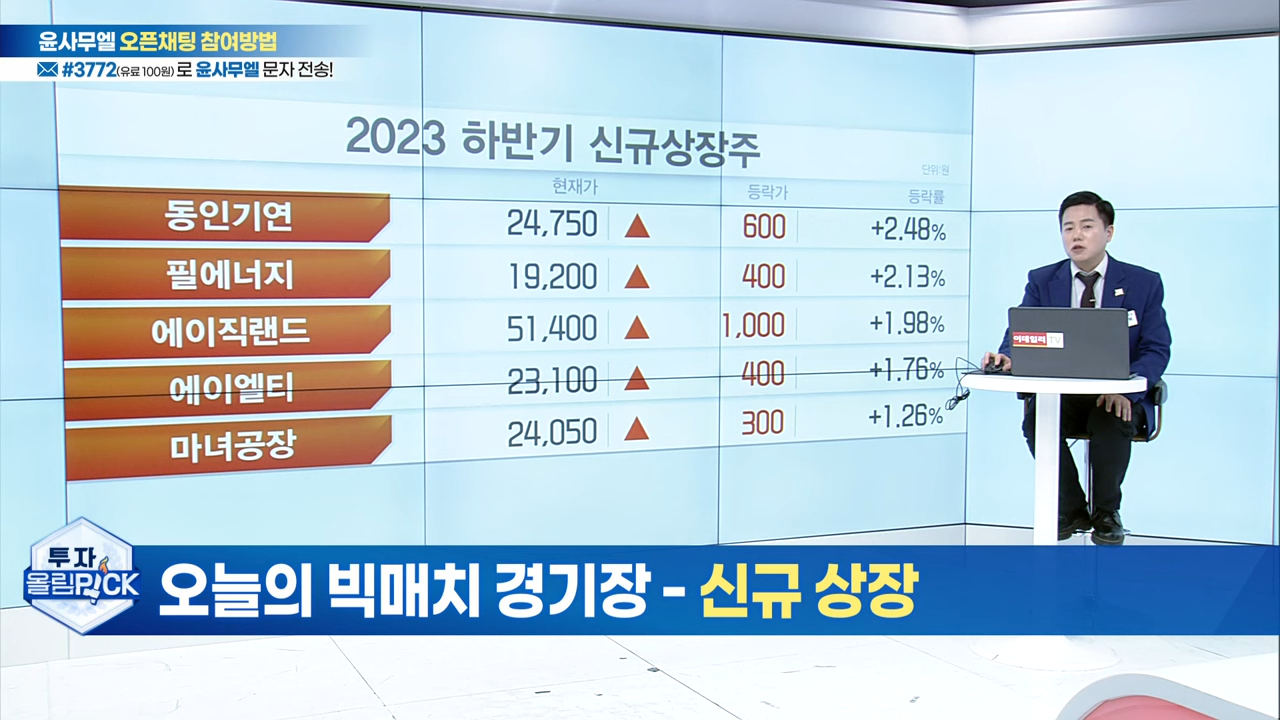 윤사무엘 오픈채팅 참여방법
#3772(유료 100원)로 윤사무엘 문자 전송!
2023 하반기 신규상장주
단위:원
현재가 등락가 등락률
동인기연 24,750 ▲ 600 +2.48%
필에너지 19,200 ▲ 400 +2.13%
에이직랜드 51,400 ▲ 1,000 +1.98%
에이엘티 23,100 ▲ 400 +1.76%
마녀공장 24,050 ▲ 300 +1.26%
이데일리 TV
투자
올림PICK
오늘의 빅매치 경기장 - 신규 상장